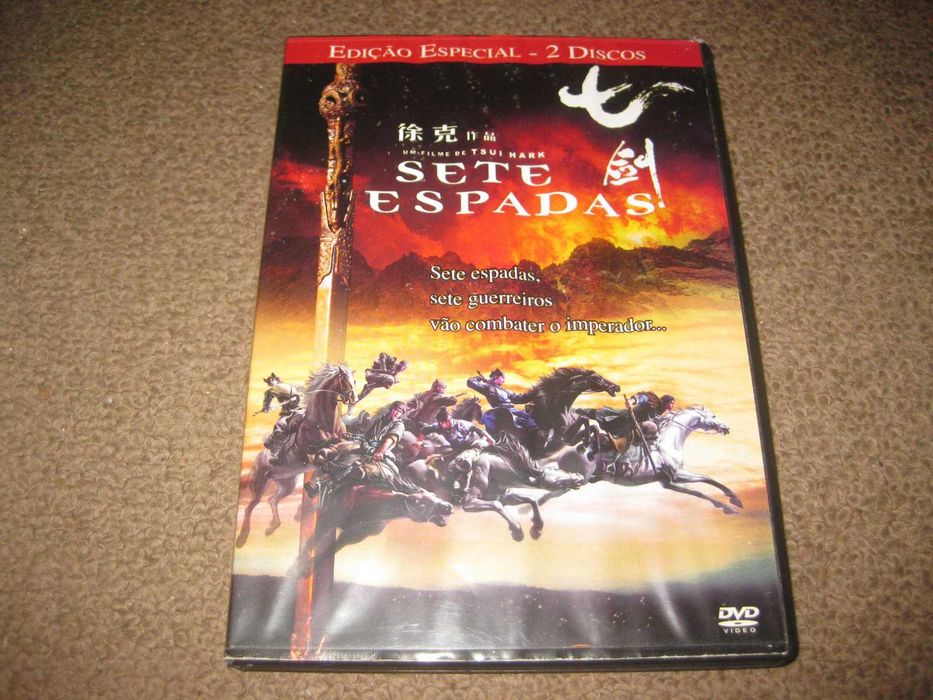 EDIÇÃO ESPECIAL - 2 DISCOS
七剑
徐克作品
UM FILME DE TSUI HARK
SETE
ESPADAS
Sete espadas,
sete guerreiros
vão combater o imperador...
DVD
VIDEO